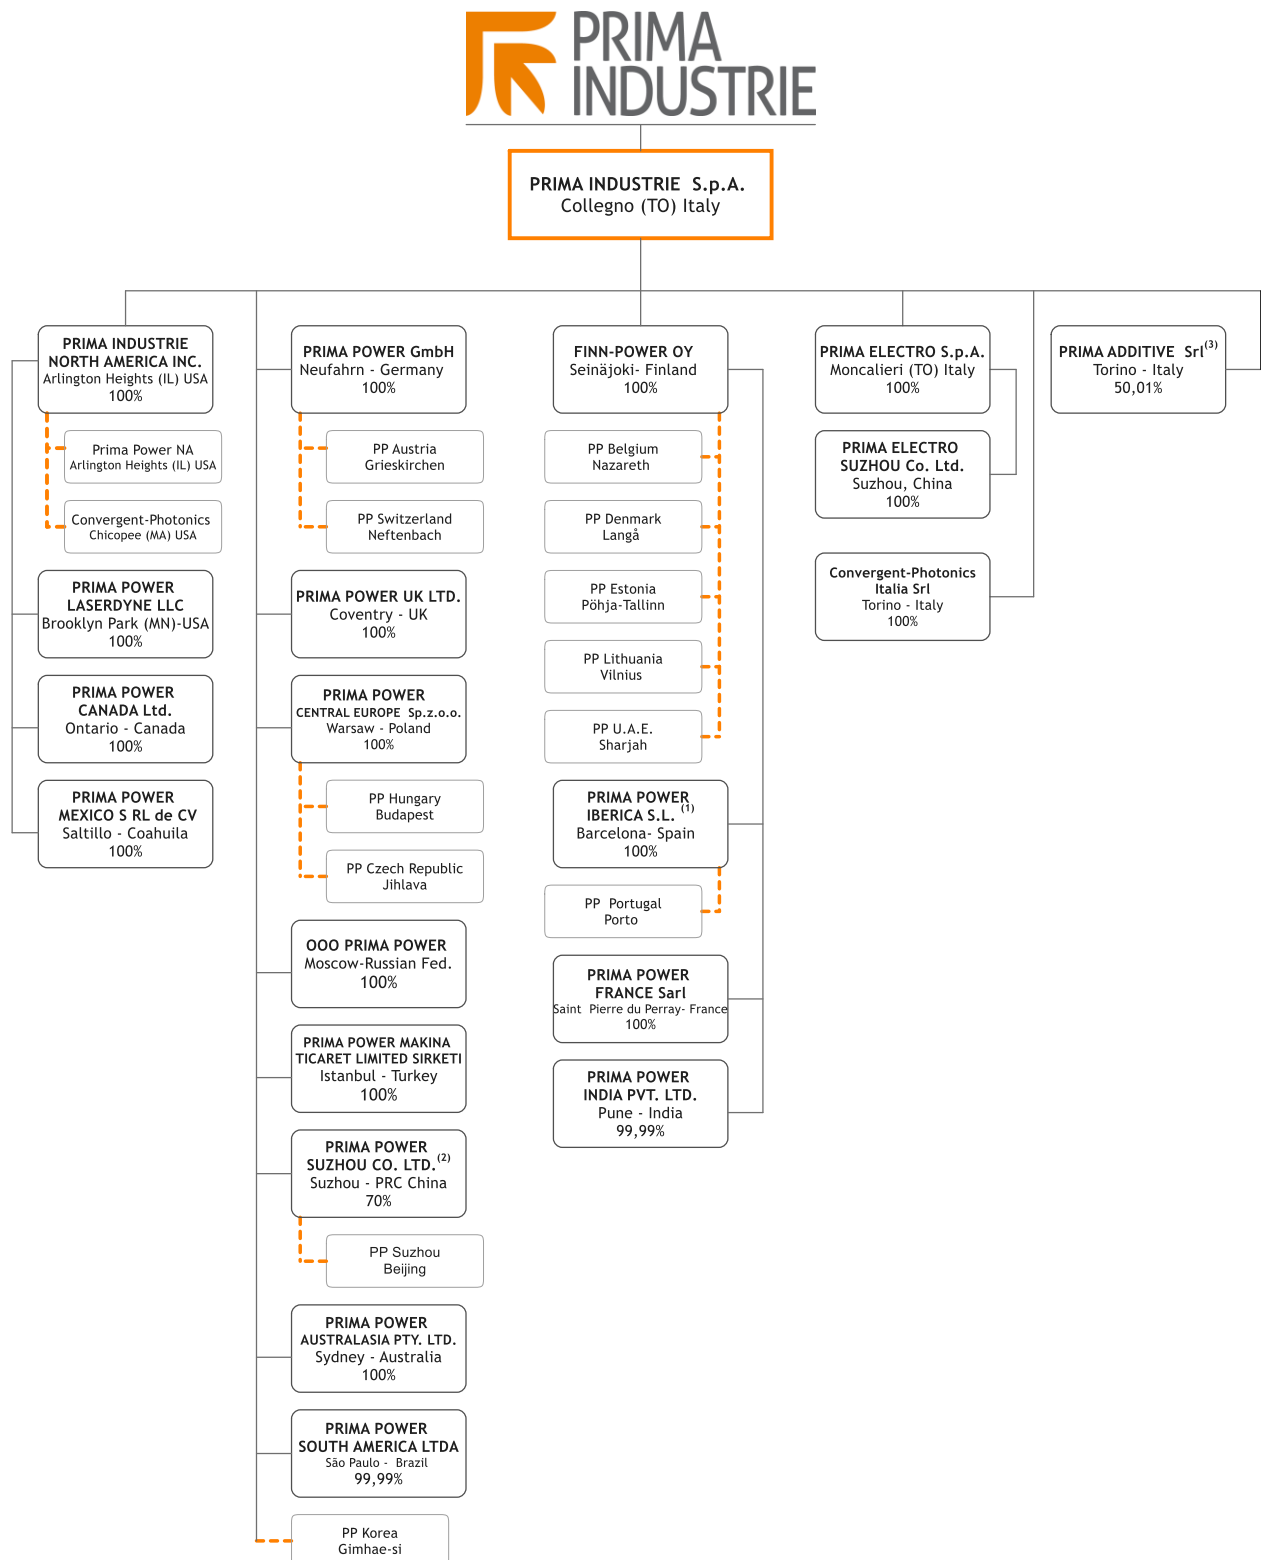 PRIMA
INDUSTRIE
PRIMA INDUSTRIE S.p.A.
Collegno (TO) Italy
PRIMA INDUSTRIE
NORTH AMERICA INC.
Arlington Heights (IL) USA
100%
Prima Power NA
Arlington Heights (IL) USA
Convergent-Photonics
Chicopee (MA) USA
PRIMA POWER
LASERDYNE LLC
Brooklyn Park (MN)-USA
100%
PRIMA POWER
CANADA Ltd.
Ontario - Canada
100%
PRIMA POWER
MEXICO S RL de CV
Saltillo - Coahuila
100%
PRIMA POWER GmbH
Neufahrn - Germany
100%
PP Austria
Grieskirchen
PP Switzerland
Neftenbach
PRIMA POWER UK LTD.
Coventry - UK
100%
PRIMA POWER
CENTRAL EUROPE Sp.z.o.o.
Warsaw - Poland
100%
PP Hungary
Budapest
PP Czech Republic
Jihlava
OOO PRIMA POWER
Moscow-Russian Fed.
100%
PRIMA POWER MAKINA
TICARET LIMITED SIRKETI
Istanbul - Turkey
100%
PRIMA POWER
SUZHOU CO. LTD.(2)
Suzhou - PRC China
70%
PP Suzhou
Beijing
PRIMA POWER
AUSTRALASIA PTY. LTD.
Sydney - Australia
100%
PRIMA POWER
SOUTH AMERICA LTDA
São Paulo - Brazil
99,99%
PP Korea
Gimhae-si
FINN-POWER OY
Seinäjoki- Finland
100%
PP Belgium
Nazareth
PP Denmark
Langå
PP Estonia
Pöhja-Tallinn
PP Lithuania
Vilnius
PP U.A.E.
Sharjah
PRIMA POWER
IBERICA S.L. (1)
Barcelona- Spain
100%
PP Portugal
Porto
PRIMA POWER
FRANCE Sarl
Saint Pierre du Perray- France
100%
PRIMA POWER
INDIA PVT. LTD.
Pune - India
99,99%
PRIMA ELECTRO S.p.A.
Moncalieri (TO) Italy
100%
PRIMA ELECTRO
SUZHOU Co. Ltd.
Suzhou, China
100%
Convergent-Photonics
Italia Srl
Torino - Italy
100%
PRIMA ADDITIVE Srl(3)
Torino - Italy
50,01%